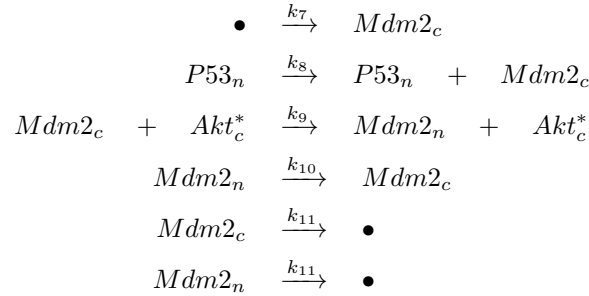 • k₇⟶ Mdm2_c
P53_n k₈⟶ P53_n + Mdm2_c
Mdm2_c + Akt*_c k₉⟶ Mdm2_n + Akt*_c
Mdm2_n k₁₀⟶ Mdm2_c
Mdm2_c k₁₁⟶ •
Mdm2_n k₁₁⟶ •